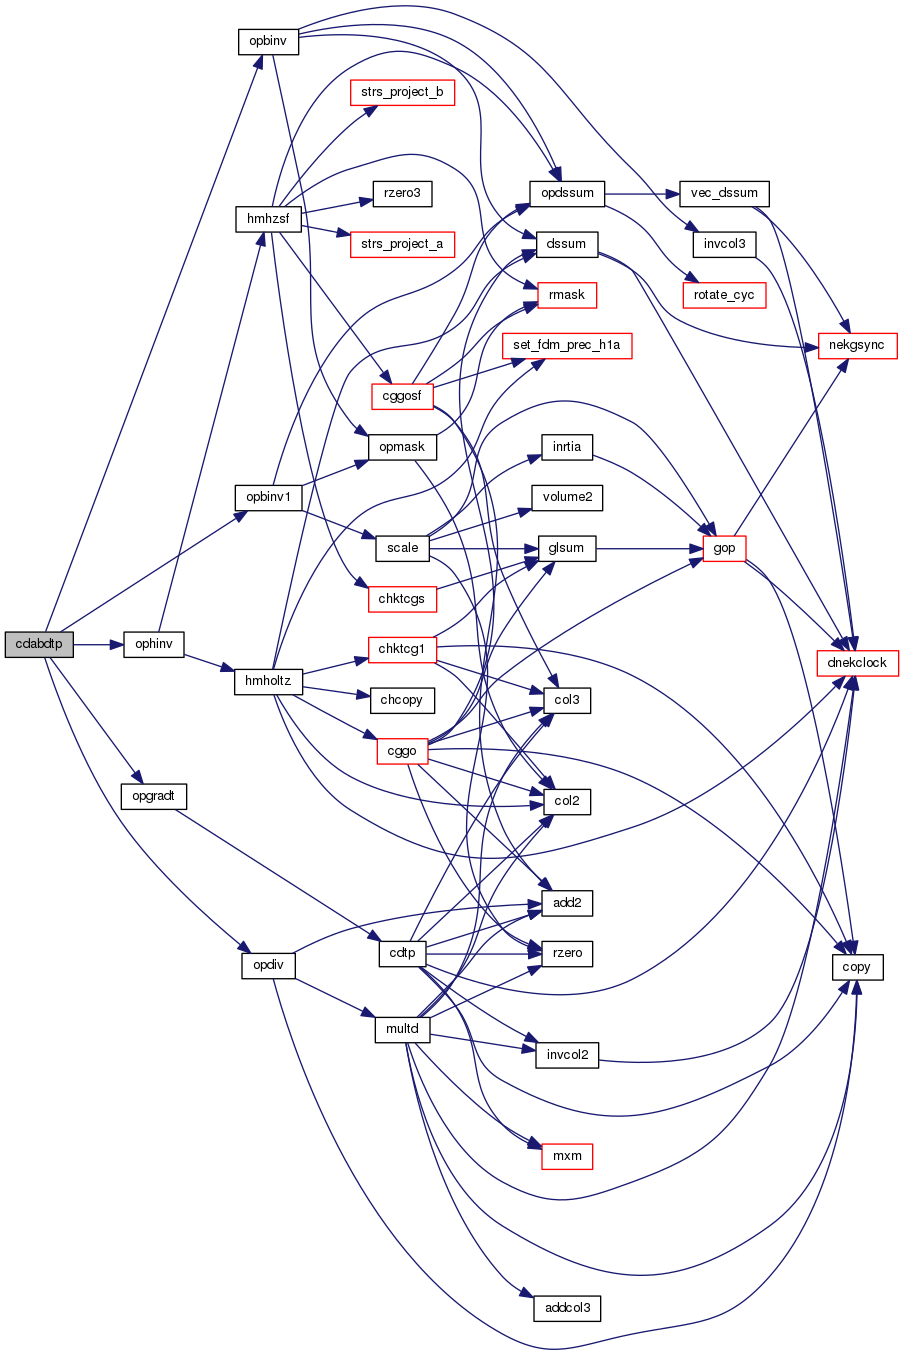 opbinv
strs_project_b
rzero3
opdssum
vec_dssum
hmhzsf
strs_project_a
dssum
invcol3
rmask
rotate_cyc
set_fdm_prec_h1a
nekgsync
cggosf
opmask
inrtia
opbinv1
volume2
scale
glsum
gop
chktcgs
cdabdtp
ophinv
chktcg1
dnekclock
hmholtz
chcopy
col3
cggo
opgradt
col2
add2
cdtp
rzero
opdiv
copy
multd
invcol2
mxm
addcol3